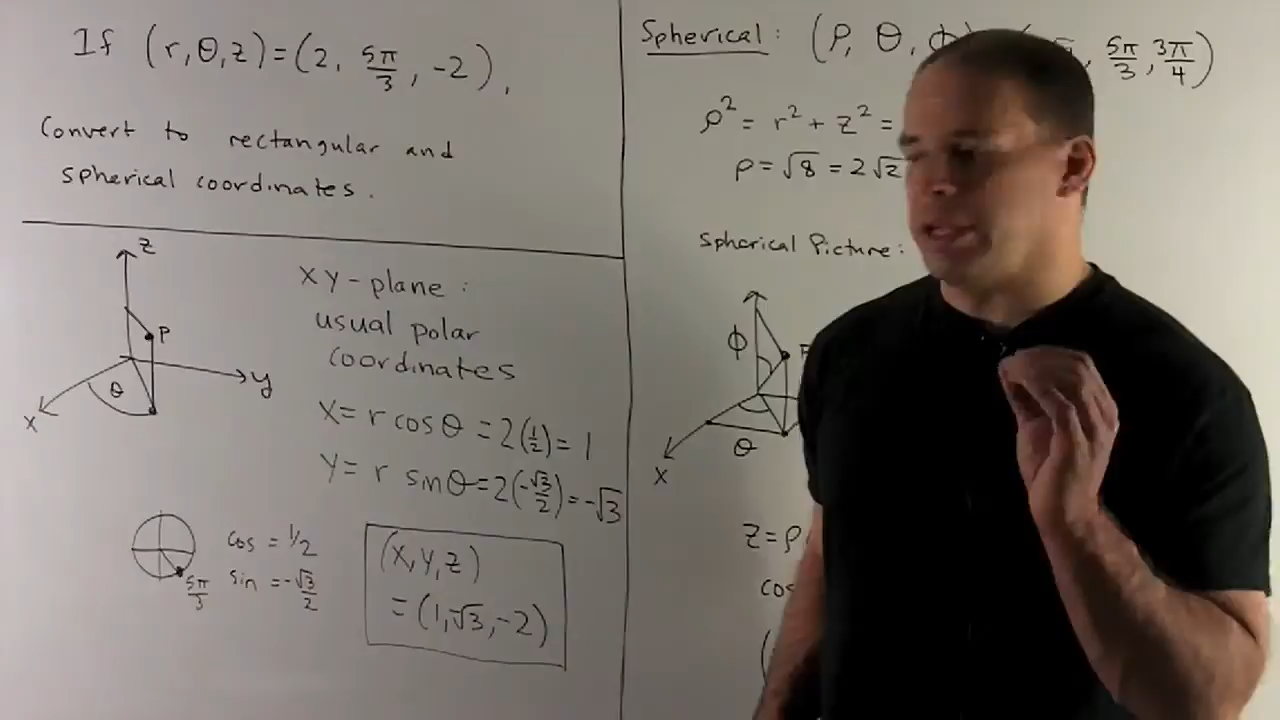 If (r, θ, z) = (2, 5π/3, -2),
Convert to rectangular and
spherical coordinates.
z
P
θ
y
x
xy-plane:
usual polar
coordinates
x = r cos θ = 2(1/2) = 1
y = r sin θ = 2(-√3/2) = -√3
5π/3
cos = 1/2
sin = -√3/2
(x, y, z)
= (1, -√3, -2)
Spherical: (ρ, θ, φ)
5π/3, 3π/4)
ρ² = r² + z² =
ρ = √8 = 2√2
Spherical Picture:
φ
P
θ
x
z = ρ
cos
(